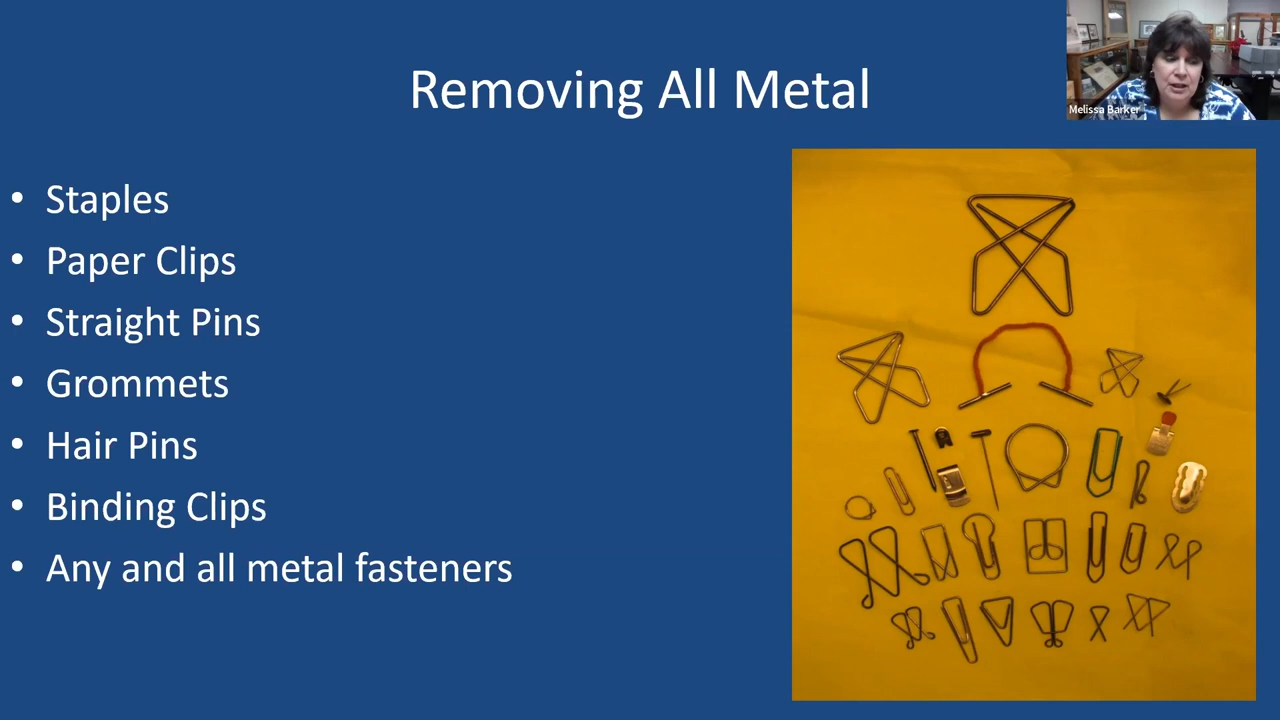 Removing All Metal
Melissa Barker
• Staples
• Paper Clips
• Straight Pins
• Grommets
• Hair Pins
• Binding Clips
• Any and all metal fasteners